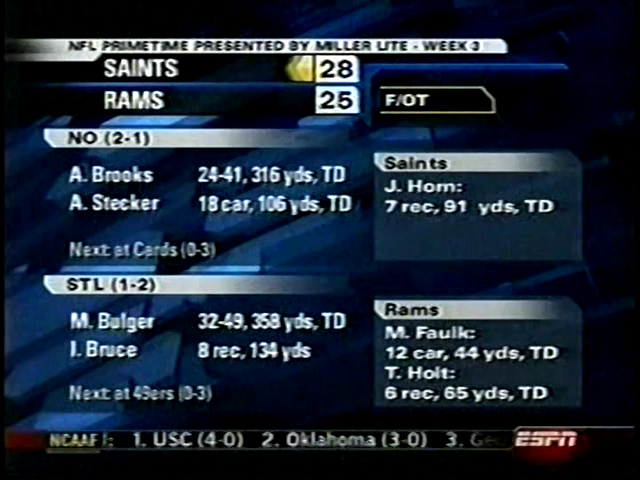 NFL PRIMETIME PRESENTED BY MILLER LITE - WEEK 3
SAINTS 28
RAMS 25
F/OT
NO (2-1)
A. Brooks 24-41, 316 yds, TD
A. Stecker 18 car, 106 yds, TD
Next: at Cards (0-3)
Saints
J. Horn:
7 rec, 91 yds, TD
STL (1-2)
M. Bulger 32-49, 358 yds, TD
I. Bruce 8 rec, 134 yds
Next: at 49ers (0-3)
Rams
M. Faulk:
12 car, 44 yds, TD
T. Holt:
6 rec, 65 yds, TD
NCAAF: 1. USC (4-0) 2. Oklahoma (3-0) 3.
ESPN